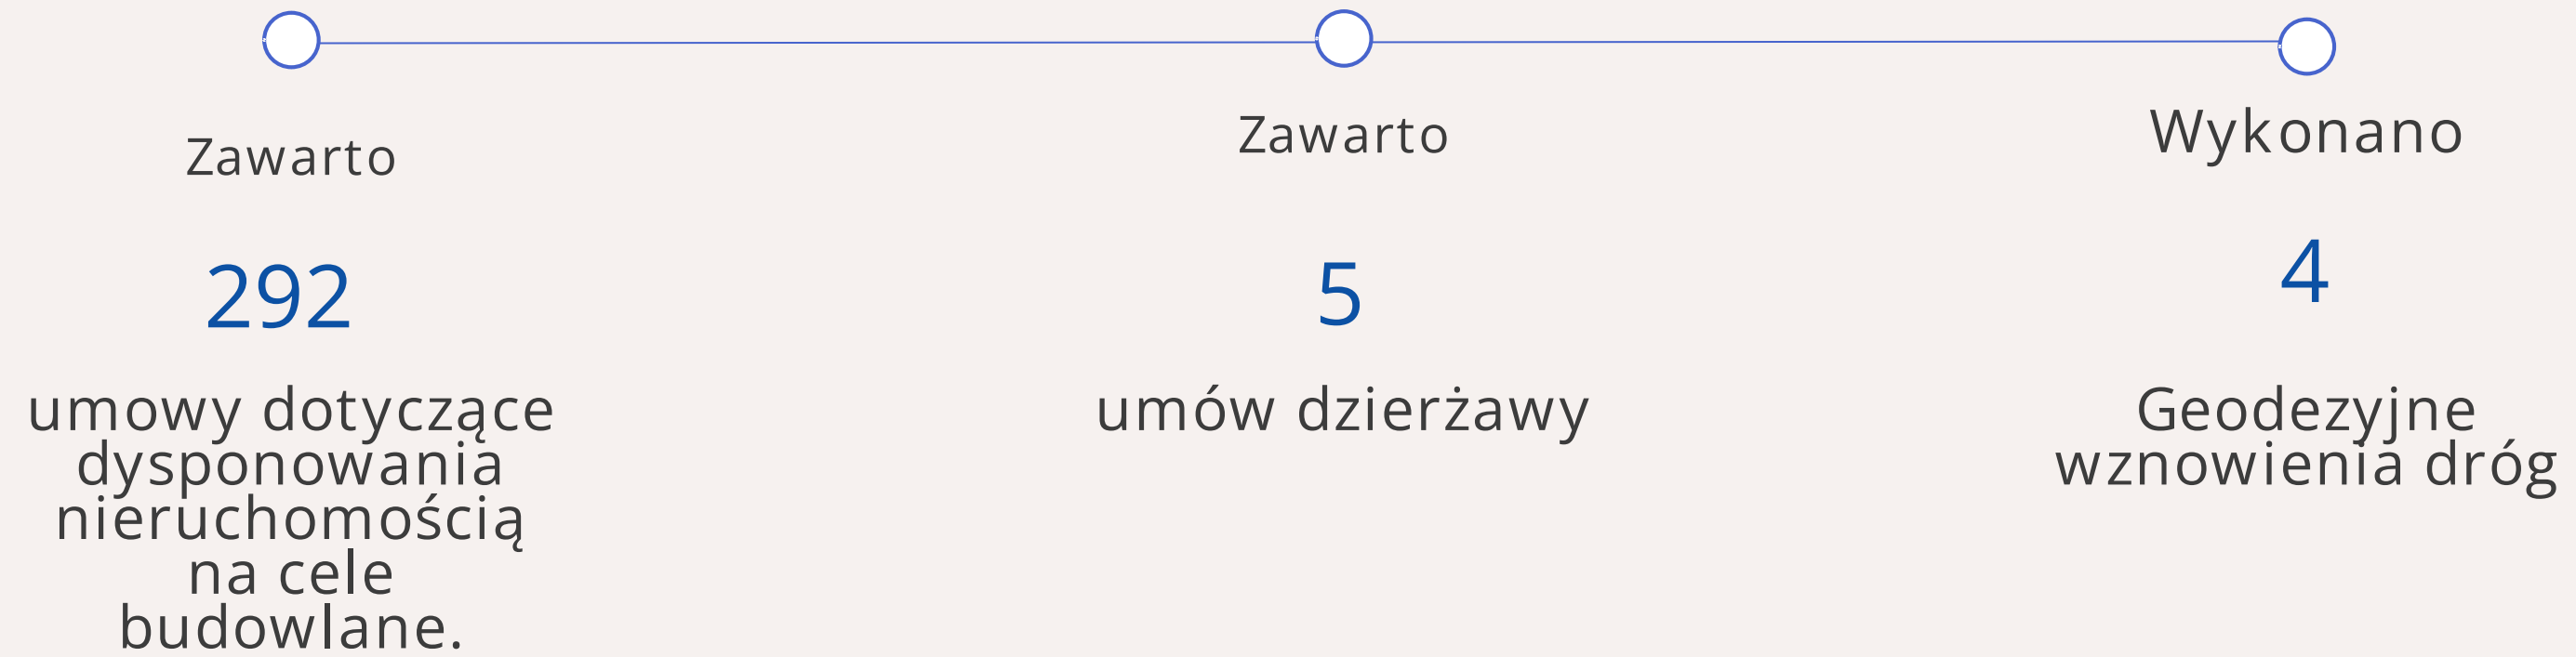 Zawarto
292
umowy dotyczące
dysponowania
nieruchomością
na cele
budowlane.
Zawarto
5
umów dzierżawy
Wykonano
4
Geodezyjne
wznowienia dróg